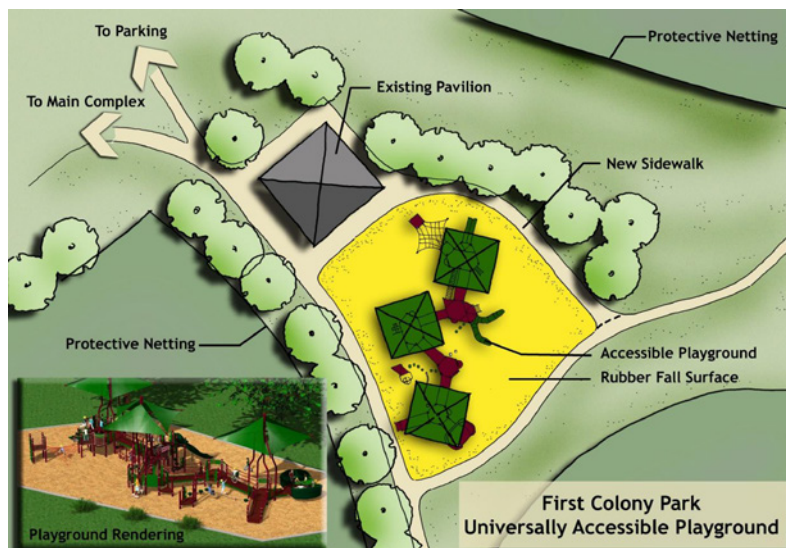 To Parking
Protective Netting
Existing Pavilion
To Main Complex
New Sidewalk
Protective Netting
Accessible Playground
Rubber Fall Surface
First Colony Park
Universally Accessible Playground
Playground Rendering